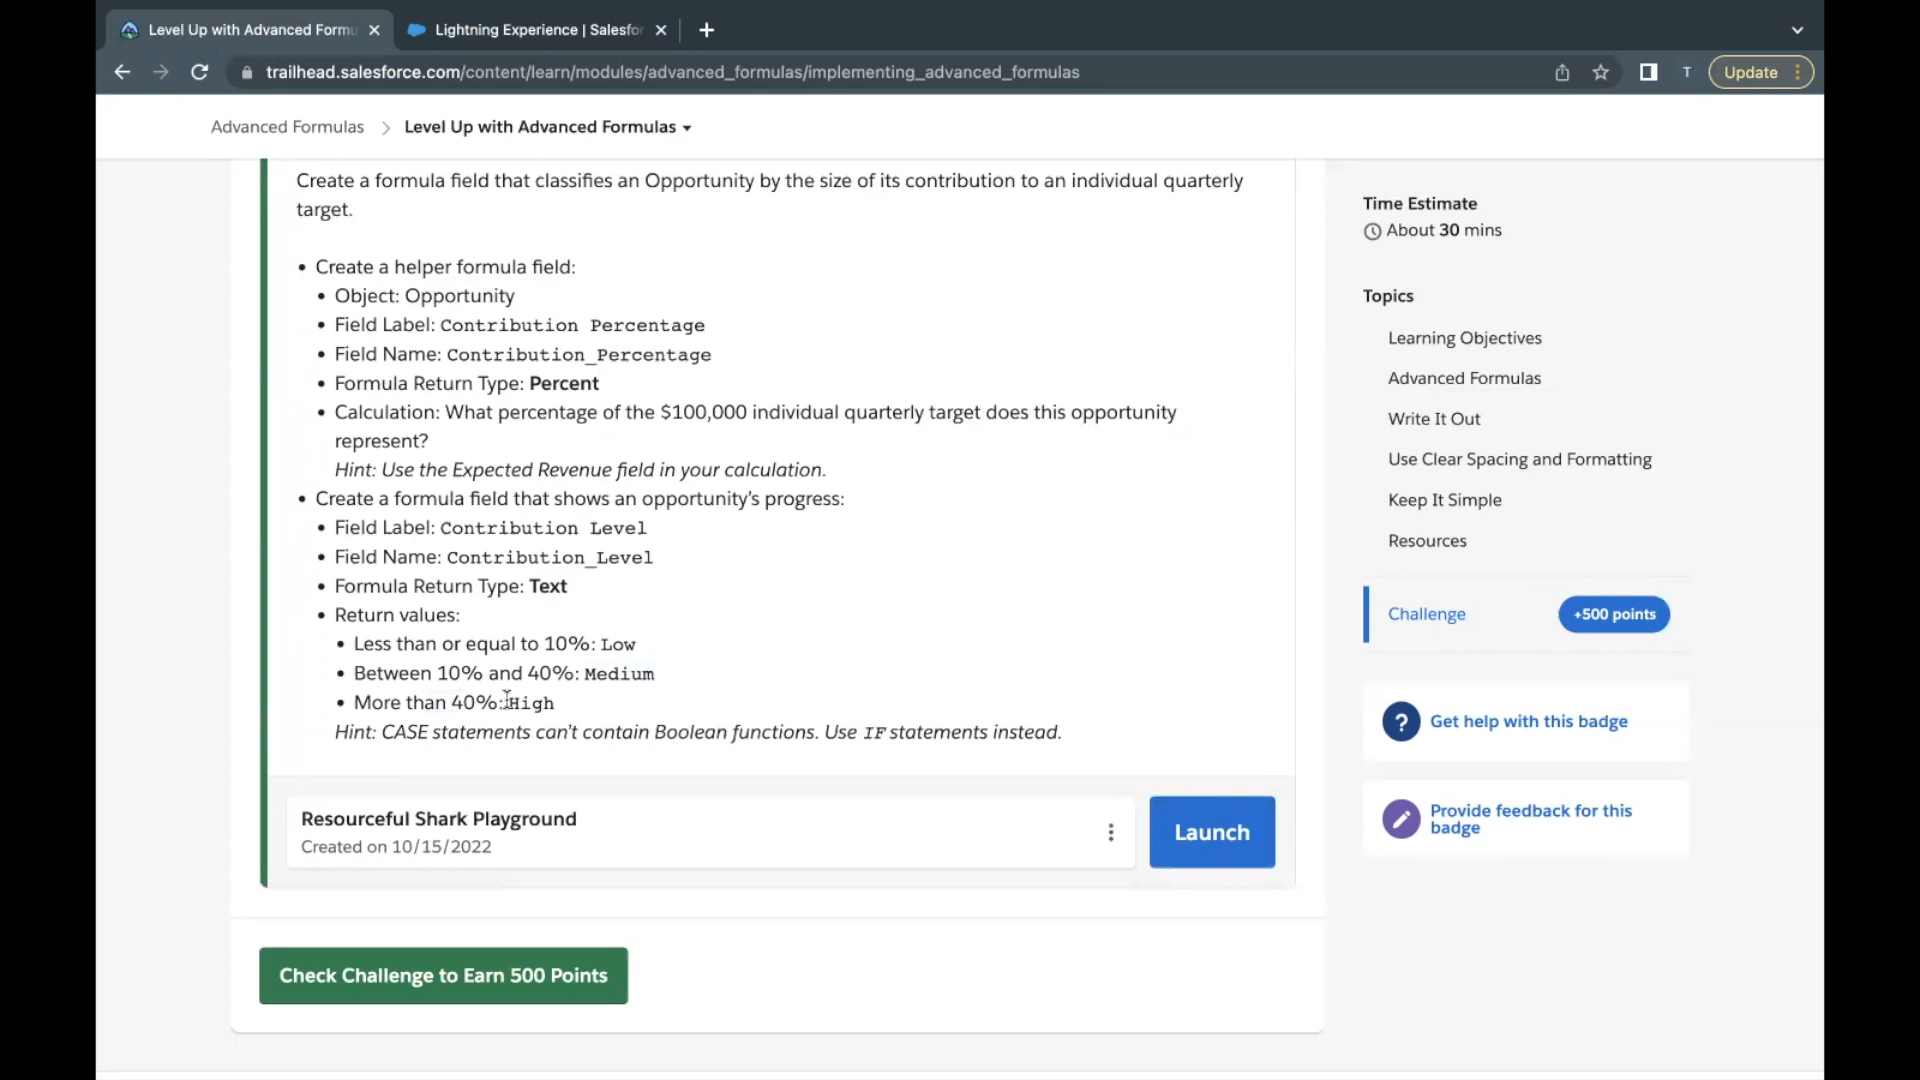 Level Up with Advanced Formu
Lightning Experience | Salesfor
trailhead.salesforce.com/content/learn/modules/advanced_formulas/implementing_advanced_formulas
T
Update
Advanced Formulas
Level Up with Advanced Formulas
Create a formula field that classifies an Opportunity by the size of its contribution to an individual quarterly
target.
• Create a helper formula field:
• Object: Opportunity
• Field Label: Contribution Percentage
• Field Name: Contribution_Percentage
• Formula Return Type: Percent
• Calculation: What percentage of the $100,000 individual quarterly target does this opportunity
represent?
Hint: Use the Expected Revenue field in your calculation.
• Create a formula field that shows an opportunity's progress:
• Field Label: Contribution Level
• Field Name: Contribution_Level
• Formula Return Type: Text
• Return values:
• Less than or equal to 10%: Low
• Between 10% and 40%: Medium
• More than 40%: High
Hint: CASE statements can't contain Boolean functions. Use IF statements instead.
Resourceful Shark Playground
Created on 10/15/2022
Launch
Check Challenge to Earn 500 Points
Time Estimate
About 30 mins
Topics
Learning Objectives
Advanced Formulas
Write It Out
Use Clear Spacing and Formatting
Keep It Simple
Resources
Challenge
+500 points
? Get help with this badge
Provide feedback for this
badge